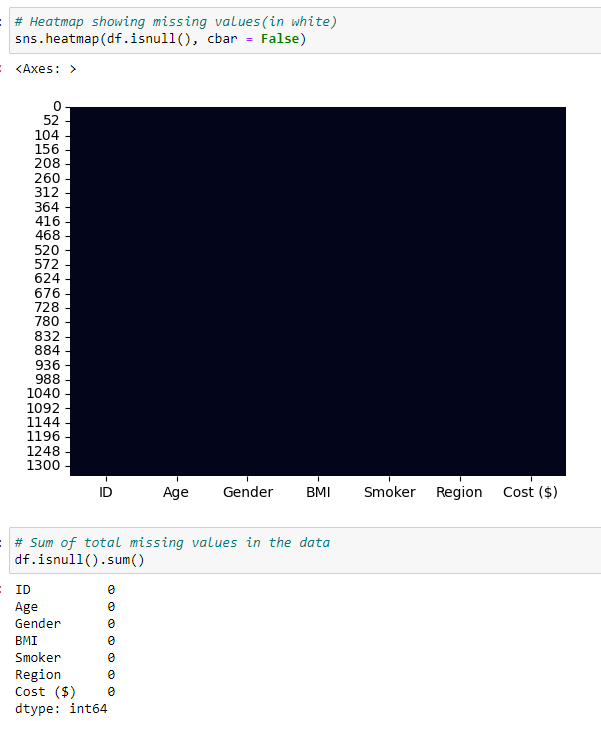 # Heatmap showing missing values(in white)
sns.heatmap(df.isnull(), cbar = False)
<Axes: >
0
52
104
156
208
260
312
364
416
468
520
572
624
676
728
780
832
884
936
988
1040
1092
1144
1196
1248
1300
ID Age Gender BMI Smoker Region Cost ($)
# Sum of total missing values in the data
df.isnull().sum()
ID 0
Age 0
Gender 0
BMI 0
Smoker 0
Region 0
Cost ($) 0
dtype: int64